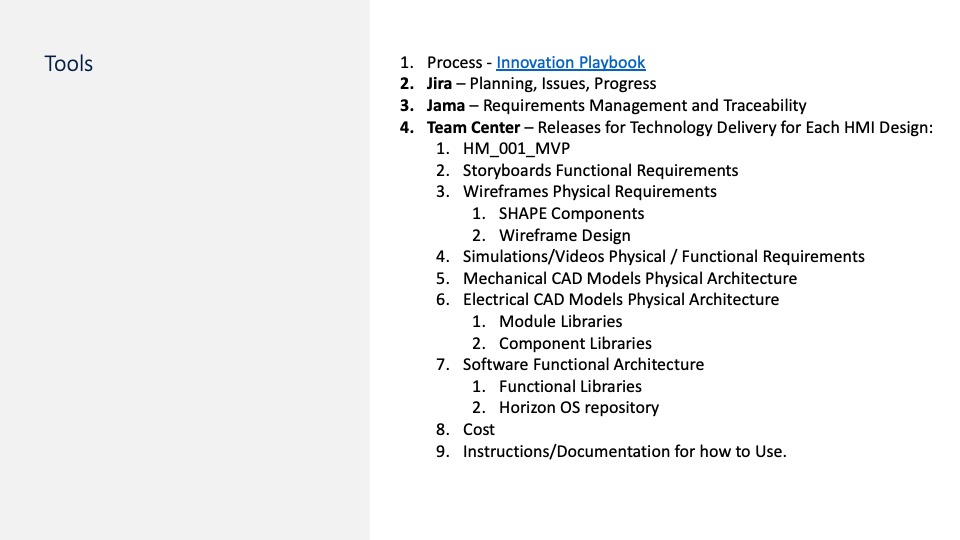 Tools
1. Process - Innovation Playbook
2. Jira – Planning, Issues, Progress
3. Jama – Requirements Management and Traceability
4. Team Center – Releases for Technology Delivery for Each HMI Design:
1. HM_001_MVP
2. Storyboards Functional Requirements
3. Wireframes Physical Requirements
1. SHAPE Components
2. Wireframe Design
4. Simulations/Videos Physical / Functional Requirements
5. Mechanical CAD Models Physical Architecture
6. Electrical CAD Models Physical Architecture
1. Module Libraries
2. Component Libraries
7. Software Functional Architecture
1. Functional Libraries
2. Horizon OS repository
8. Cost
9. Instructions/Documentation for how to Use.